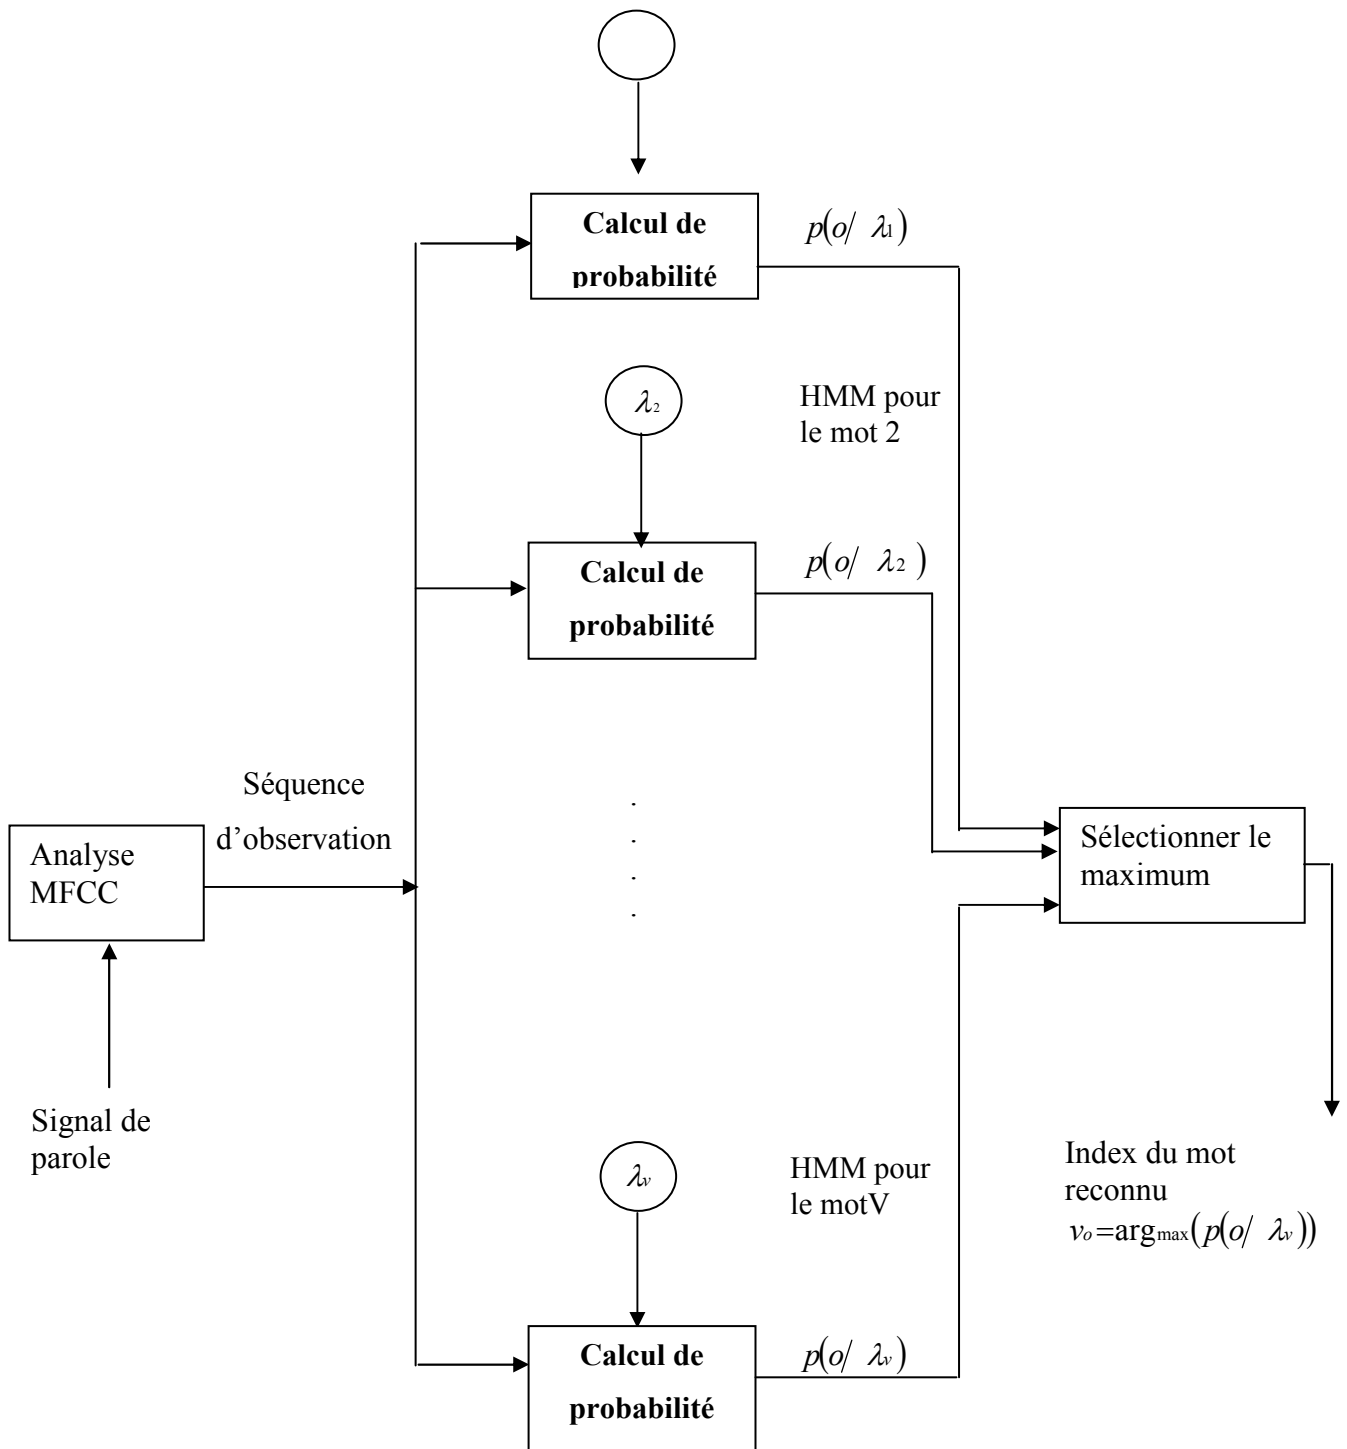 Calcul de
probabilité
p(o/ λ1)
λ2
HMM pour
le mot 2
Calcul de
probabilité
p(o/ λ2 )
Séquence
d’observation
Analyse
MFCC
Sélectionner le
maximum
Signal de
parole
λv
HMM pour
le motV
Index du mot
reconnu
vo=argmax(p(o/ λv))
Calcul de
probabilité
p(o/ λv)